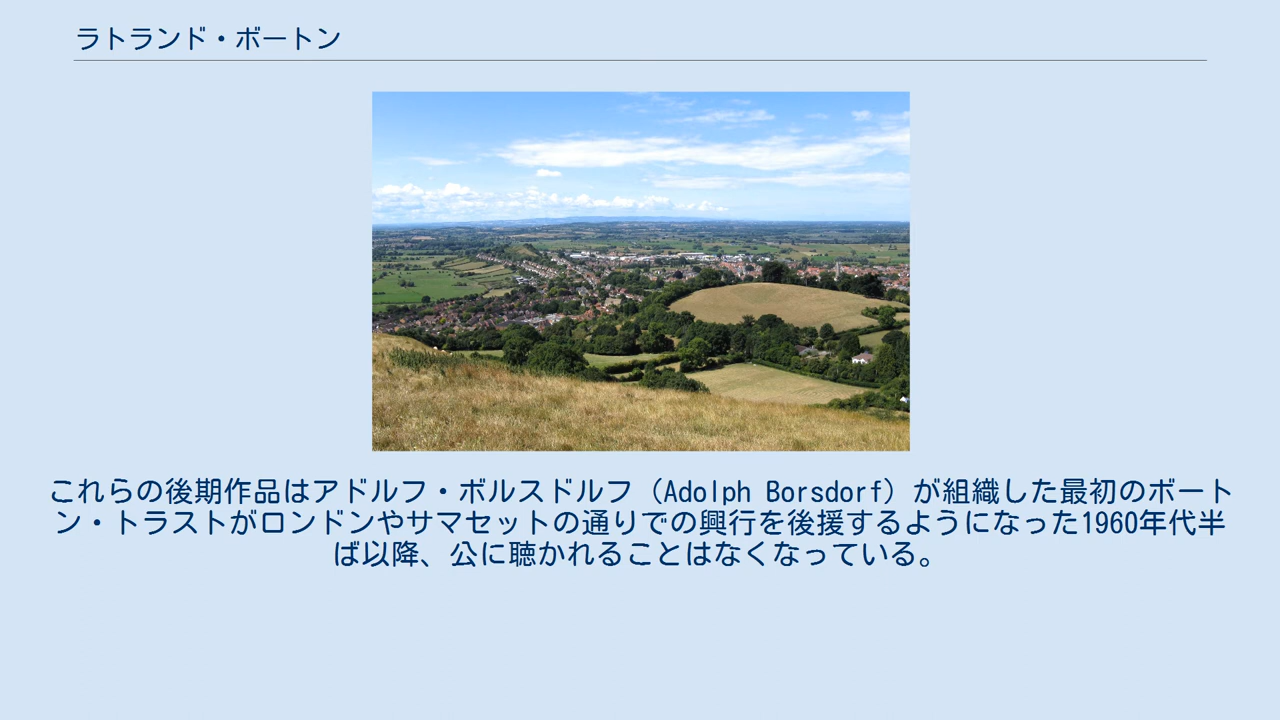 ラトランド・ボートン
これらの後期作品はアドルフ・ボルスドルフ（Adolph Borsdorf）が組織した最初のボート
ン・トラストがロンドンやサマセットの通りでの興行を後援するようになった1960年代半
ば以降、公に聴かれることはなくなっている。